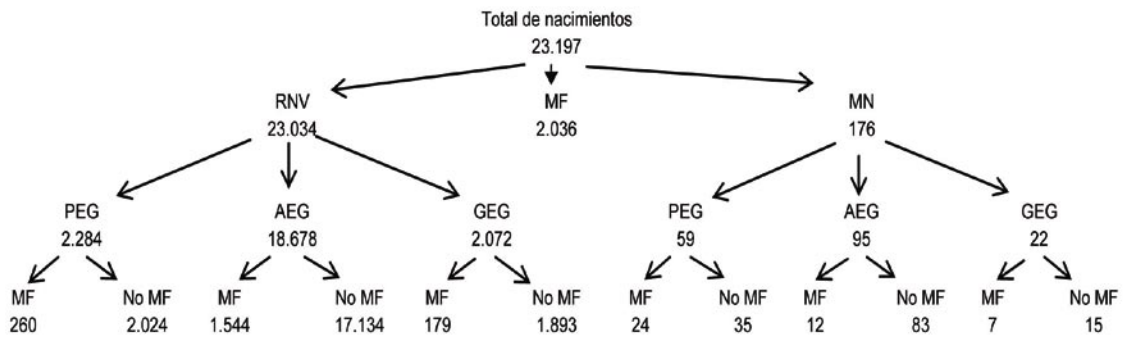 Total de nacimientos
23.197
RNV MF MN
23.034 2.036 176
PEG AEG GEG PEG AEG GEG
2.284 18.678 2.072 59 95 22
MF No MF MF No MF MF No MF MF No MF MF No MF MF No MF
260 2.024 1.544 17.134 179 1.893 24 35 12 83 7 15